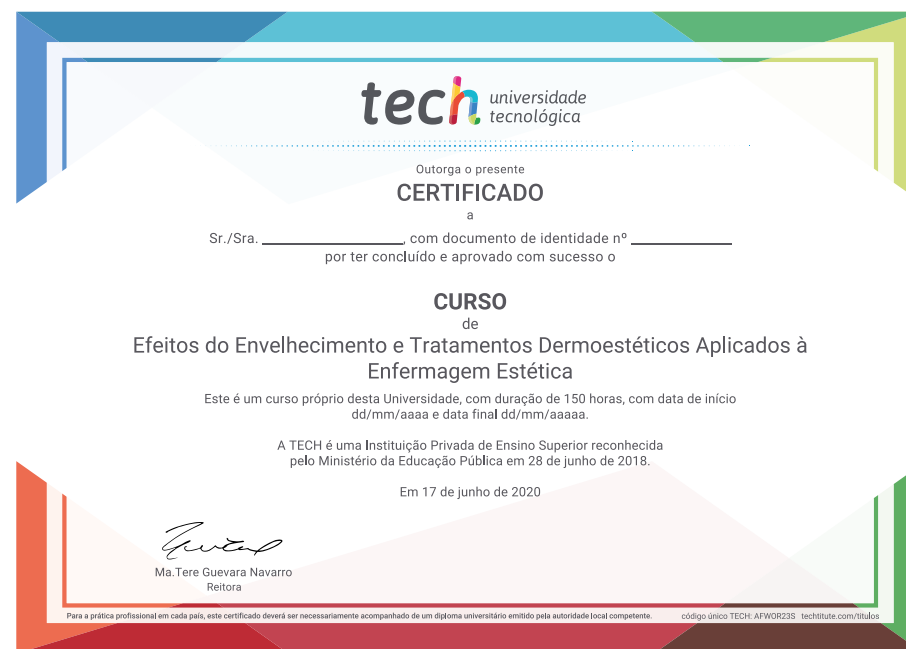 tech universidade
tecnológica
Outorga o presente
CERTIFICADO
a
Sr./Sra. ________________, com documento de identidade nº ____________
por ter concluído e aprovado com sucesso o
CURSO
de
Efeitos do Envelhecimento e Tratamentos Dermoestéticos Aplicados à
Enfermagem Estética
Este é um curso próprio desta Universidade, com duração de 150 horas, com data de início
dd/mm/aaaa e data final dd/mm/aaaaa.
A TECH é uma Instituição Privada de Ensino Superior reconhecida
pelo Ministério da Educação Pública em 28 de junho de 2018.
Em 17 de junho de 2020
Ma.Tere Guevara Navarro
Reitora
Para a prática profissional em cada país, este certificado deverá ser necessariamente acompanhado de um diploma universitário emitido pela autoridade local competente. código único TECH: AFWOR23S techtitute.com/titulos